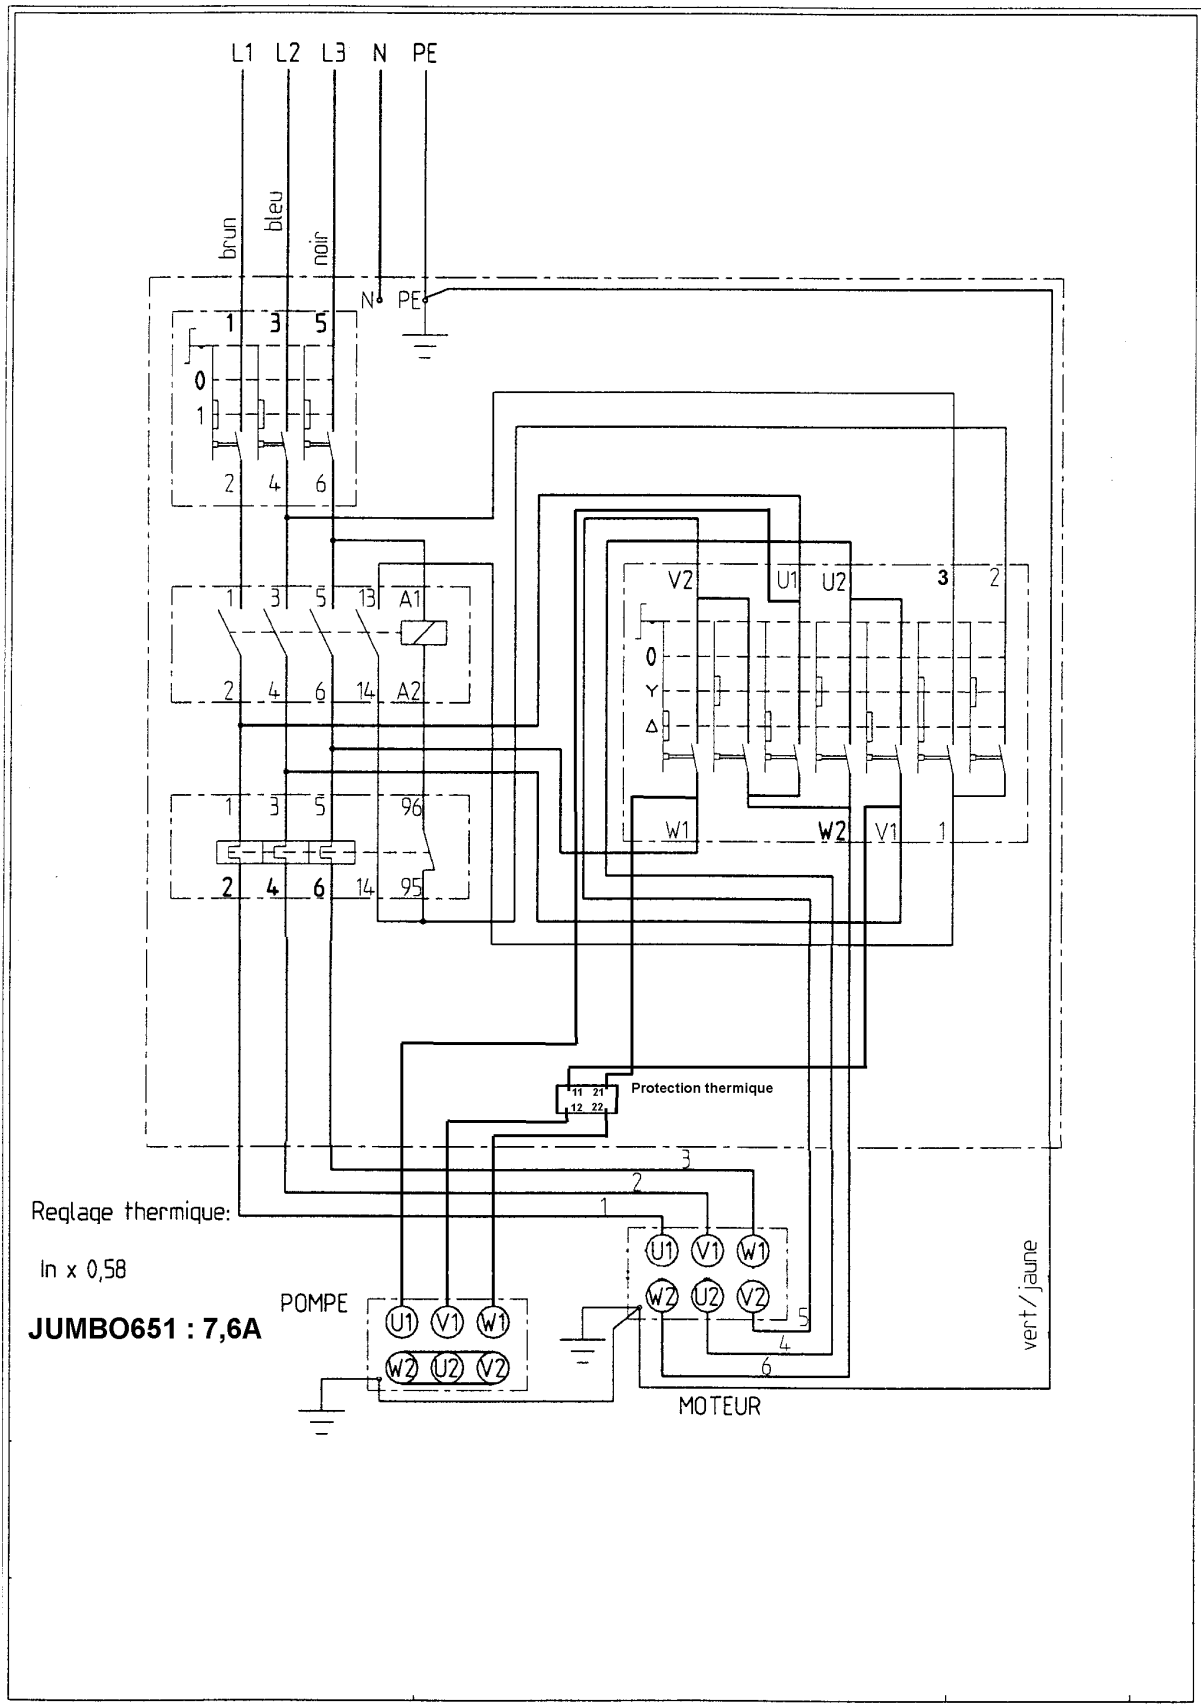 L1 L2 L3 N PE
brun
bleu
noir
N PE
1 3 5
0
1
2 4 6
V2 U1 U2 3 2
1 3 5 13 A1
0
Y
2 4 6 14 A2
Δ
1 3 5 96
W1 W2 V1 1
2 4 6 14 95
11 21
12 22
Protection thermique
3
2
1
Reglage thermique:
In x 0,58
JUMBO651 : 7,6A
U1 V1 W1
W2 U2 V2
5
4
6
MOTEUR
POMPE
U1 V1 W1
W2 U2 V2
vert/jaune